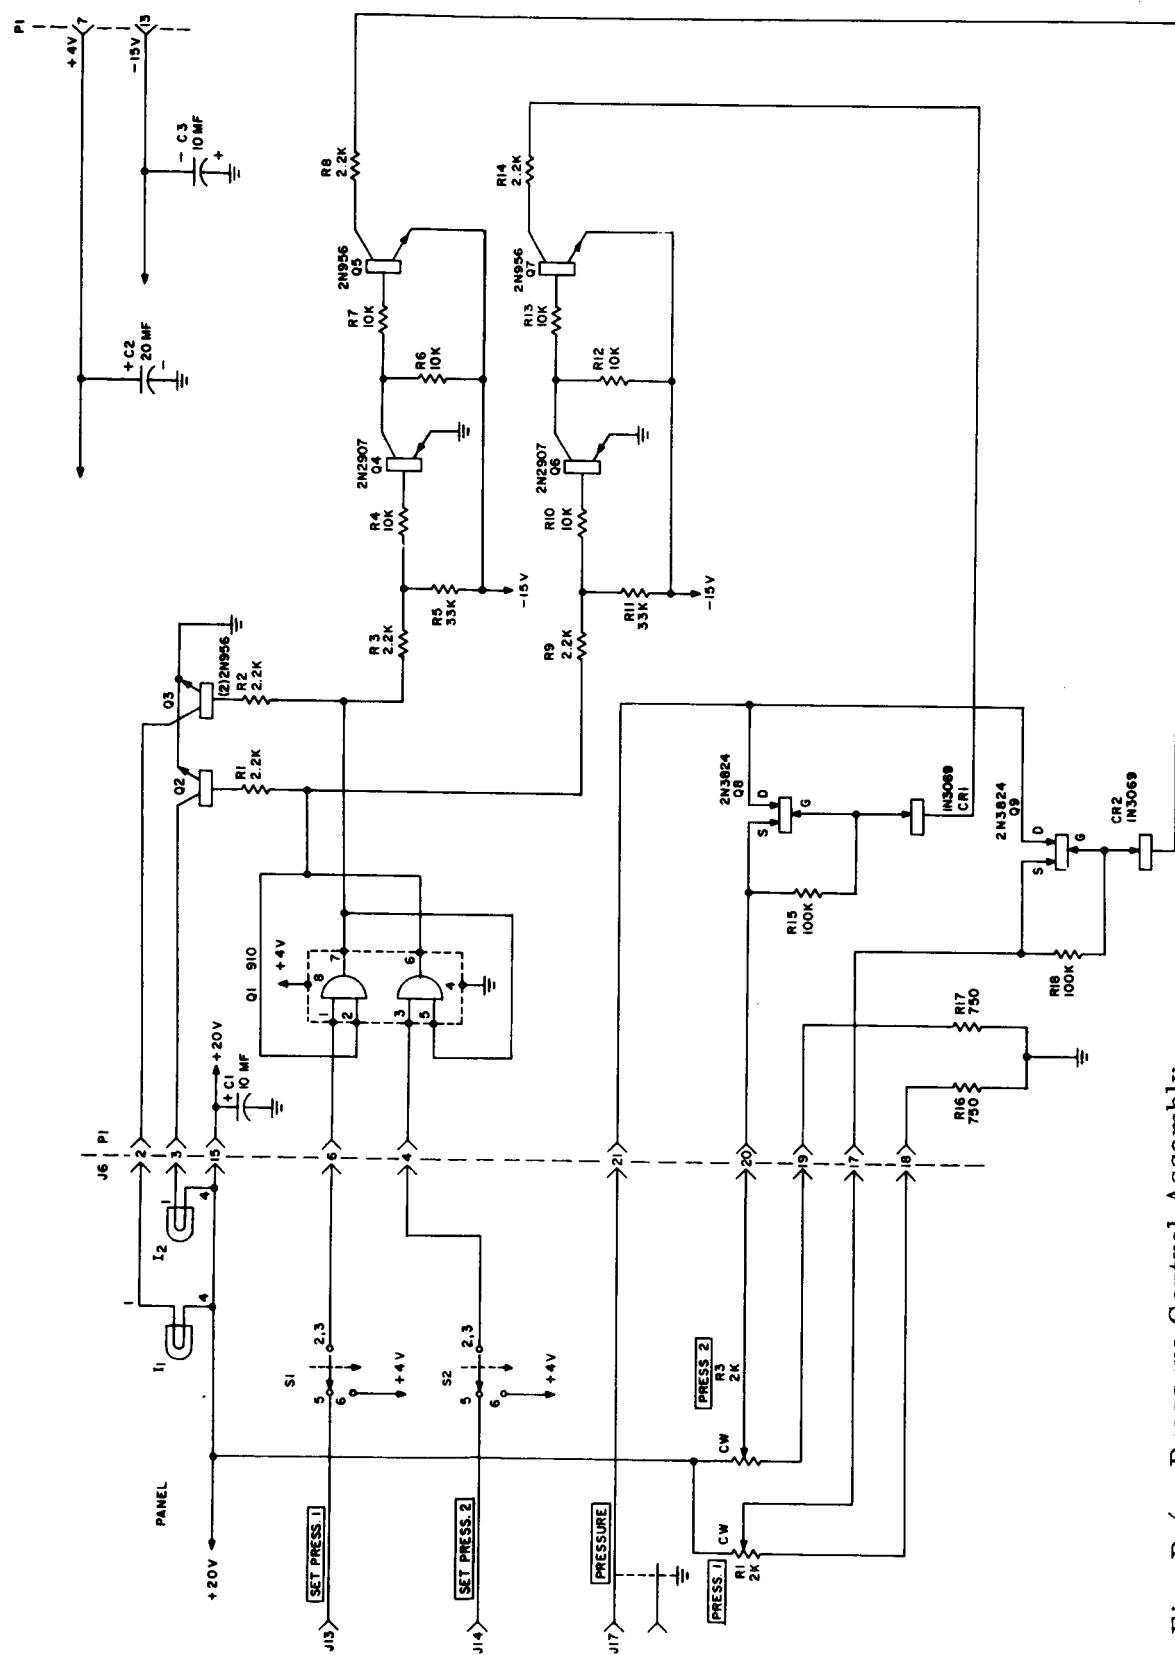 P1
7
+4V
13
-15V
- C3
10 MF
+
+ C2
20 MF
-
R8
2.2K
2N956
Q5
R7
10K
R6
10K
2N2907
Q4
R4
10K
R5
33K
-15V
R3
2.2K
R14
2.2K
2N956
Q7
R13
10K
R12
10K
2N2907
Q6
R10
10K
R11
33K
-15V
R9
2.2K
Q3
(2)2N956
R2
2.2K
Q2
R1
2.2K
Q1 910
+4V
8
7
1
2
6
3
5
4
+20V
+ C1
10 MF
J6 P1
2
3
15
6
4
21
20
19
17
18
I2
1
4
I1
1
4
PANEL
+20V
S1
2,3
5
6
+4V
S2
2,3
5
6
+4V
SET PRESS. 1
J13
SET PRESS. 2
J14
PRESSURE
J17
PRESS. 2
R3
2K
CW
PRESS. 1
R1
2K
CW
2N3824
Q8
D
S
G
R15
100K
1N3069
CR1
2N3824
Q9
D
S
G
CR2
1N3069
R18
100K
R17
750
R16
750
Pressure Control Assembly